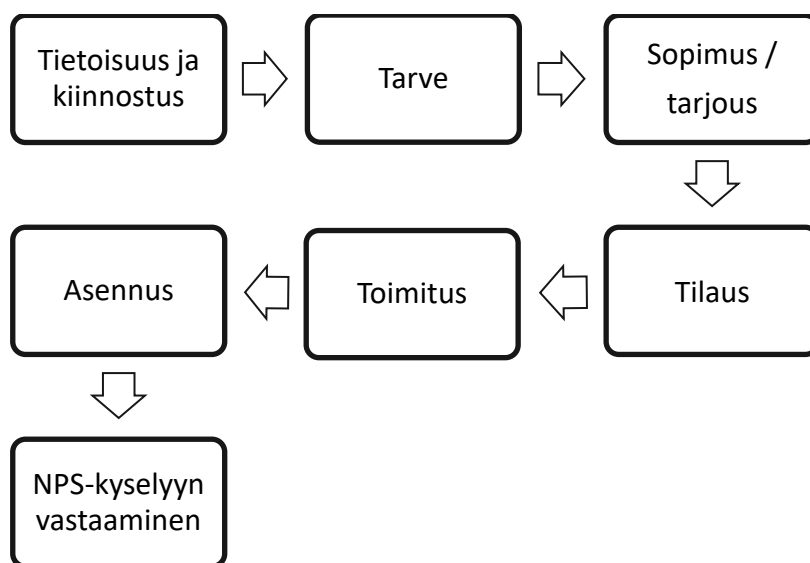 Tietoisuus ja
kiinnostus
Tarve
Sopimus /
tarjous
Tilaus
Toimitus
Asennus
NPS-kyselyyn
vastaaminen